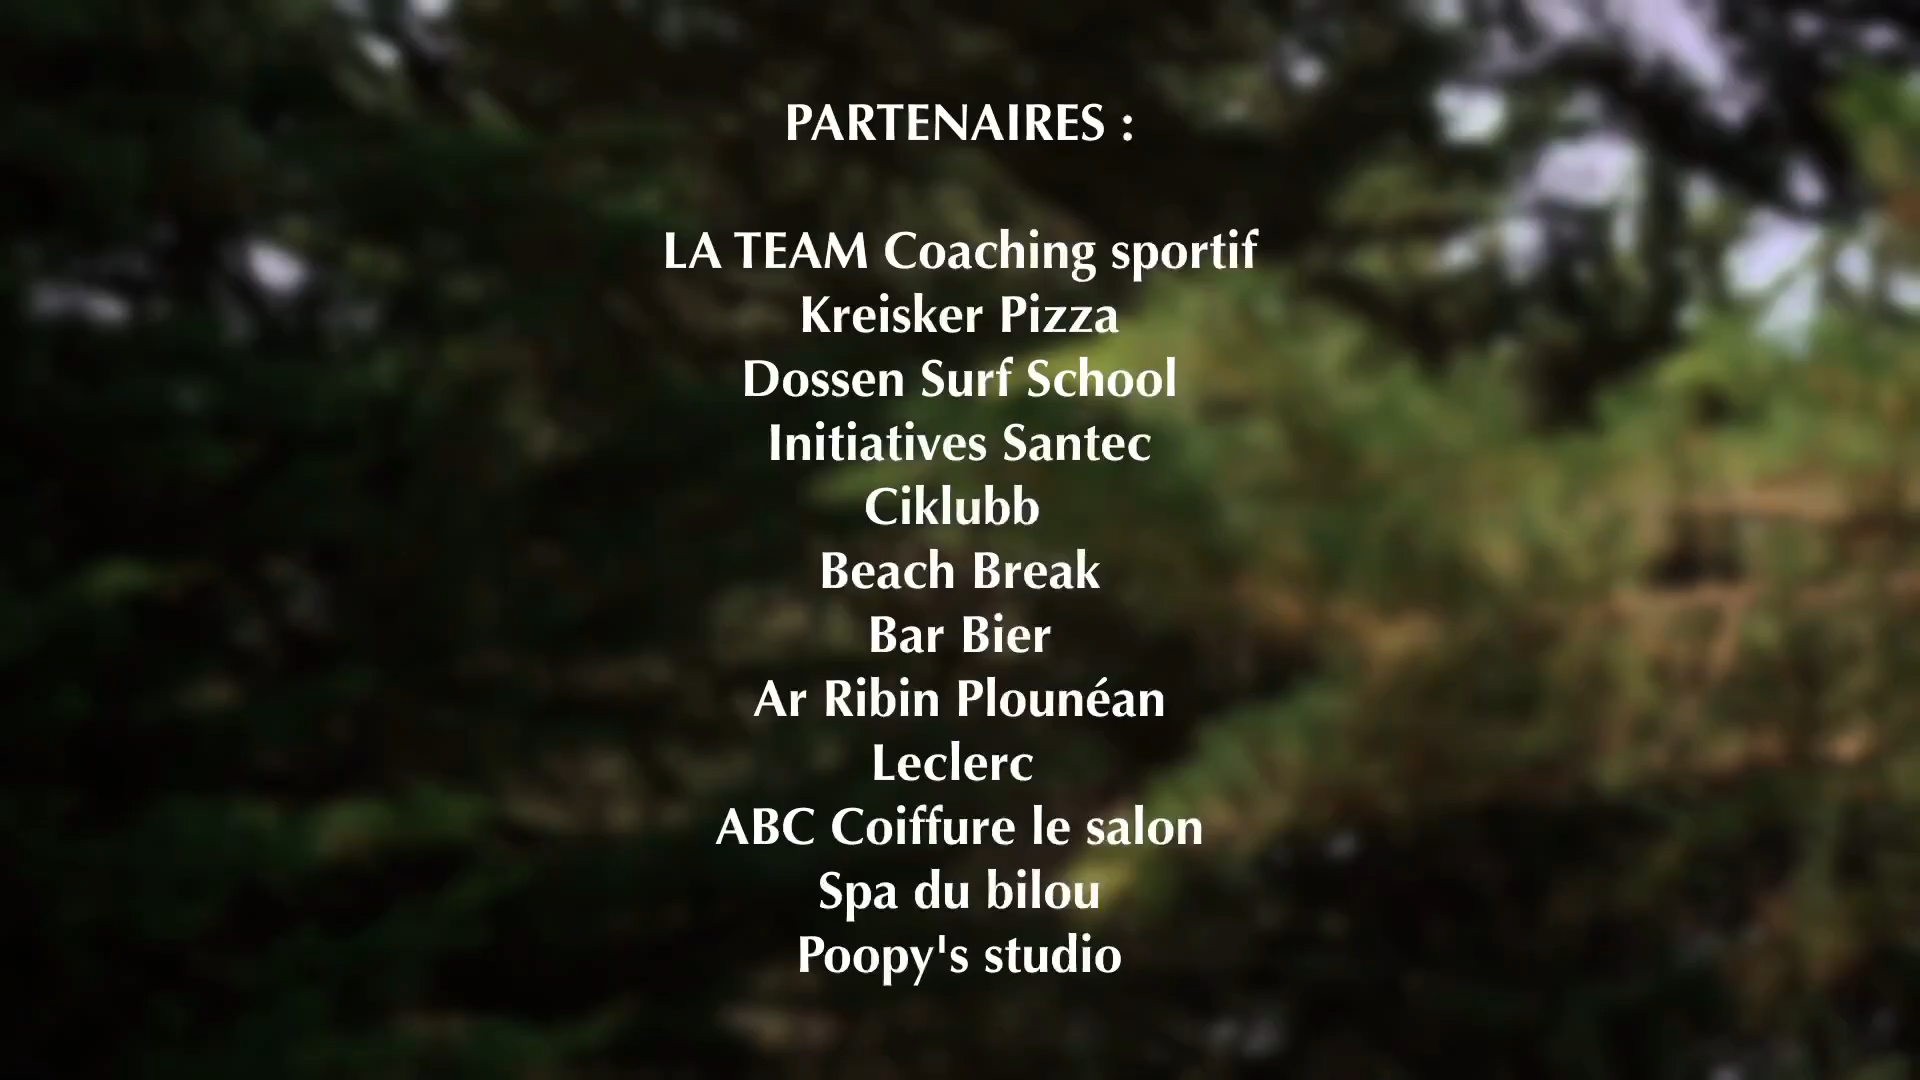 PARTENAIRES :
LA TEAM Coaching sportif
Kreisker Pizza
Dossen Surf School
Initiatives Santec
Ciklubb
Beach Break
Bar Bier
Ar Ribin Plounéan
Leclerc
ABC Coiffure le salon
Spa du bilou
Poopy's studio